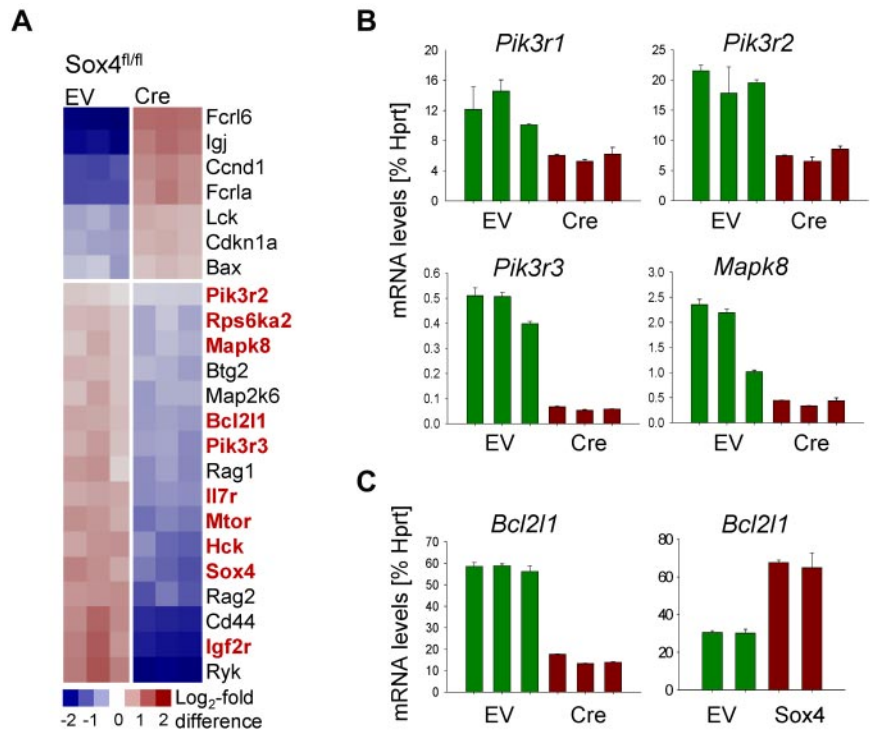 A
Sox4fl/fl
EV Cre
Fcrl6
Igj
Ccnd1
Fcrla
Lck
Cdkn1a
Bax
Pik3r2
Rps6ka2
Mapk8
Btg2
Map2k6
Bcl2l1
Pik3r3
Rag1
Il7r
Mtor
Hck
Sox4
Rag2
Cd44
Igf2r
Ryk
-2 -1 0 1 2
Log2-fold
difference
B
mRNA levels [% Hprt]
Pik3r1
20
16
12
8
4
0
EV Cre
Pik3r2
25
20
15
10
5
0
EV Cre
Pik3r3
0.6
0.5
0.4
0.3
0.2
0.1
0.0
EV Cre
Mapk8
3.0
2.5
2.0
1.5
1.0
0.5
0.0
EV Cre
C
mRNA levels [% Hprt]
Bcl2l1
70
60
50
40
30
20
10
0
EV Cre
Bcl2l1
80
60
40
20
0
EV Sox4